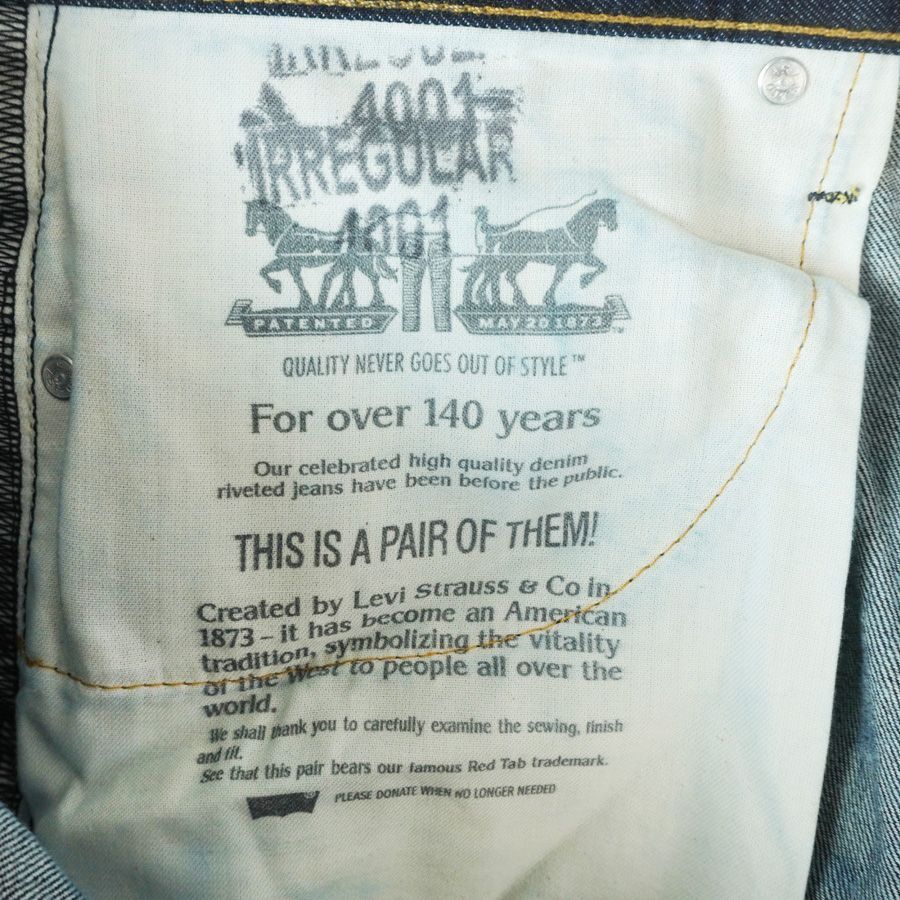 4001
IRREGULAR
4001
PATENTED MAY 20 1873 ™
QUALITY NEVER GOES OUT OF STYLE™
For over 140 years
Our celebrated high quality denim
riveted jeans have been before the public.
THIS IS A PAIR OF THEM!
Created by Levi Strauss & Co in
1873 – it has become an American
tradition, symbolizing the vitality
of the West to people all over the
world.
We shall thank you to carefully examine the sewing, finish
and fit.
See that this pair bears our famous Red Tab trademark.
PLEASE DONATE WHEN NO LONGER NEEDED